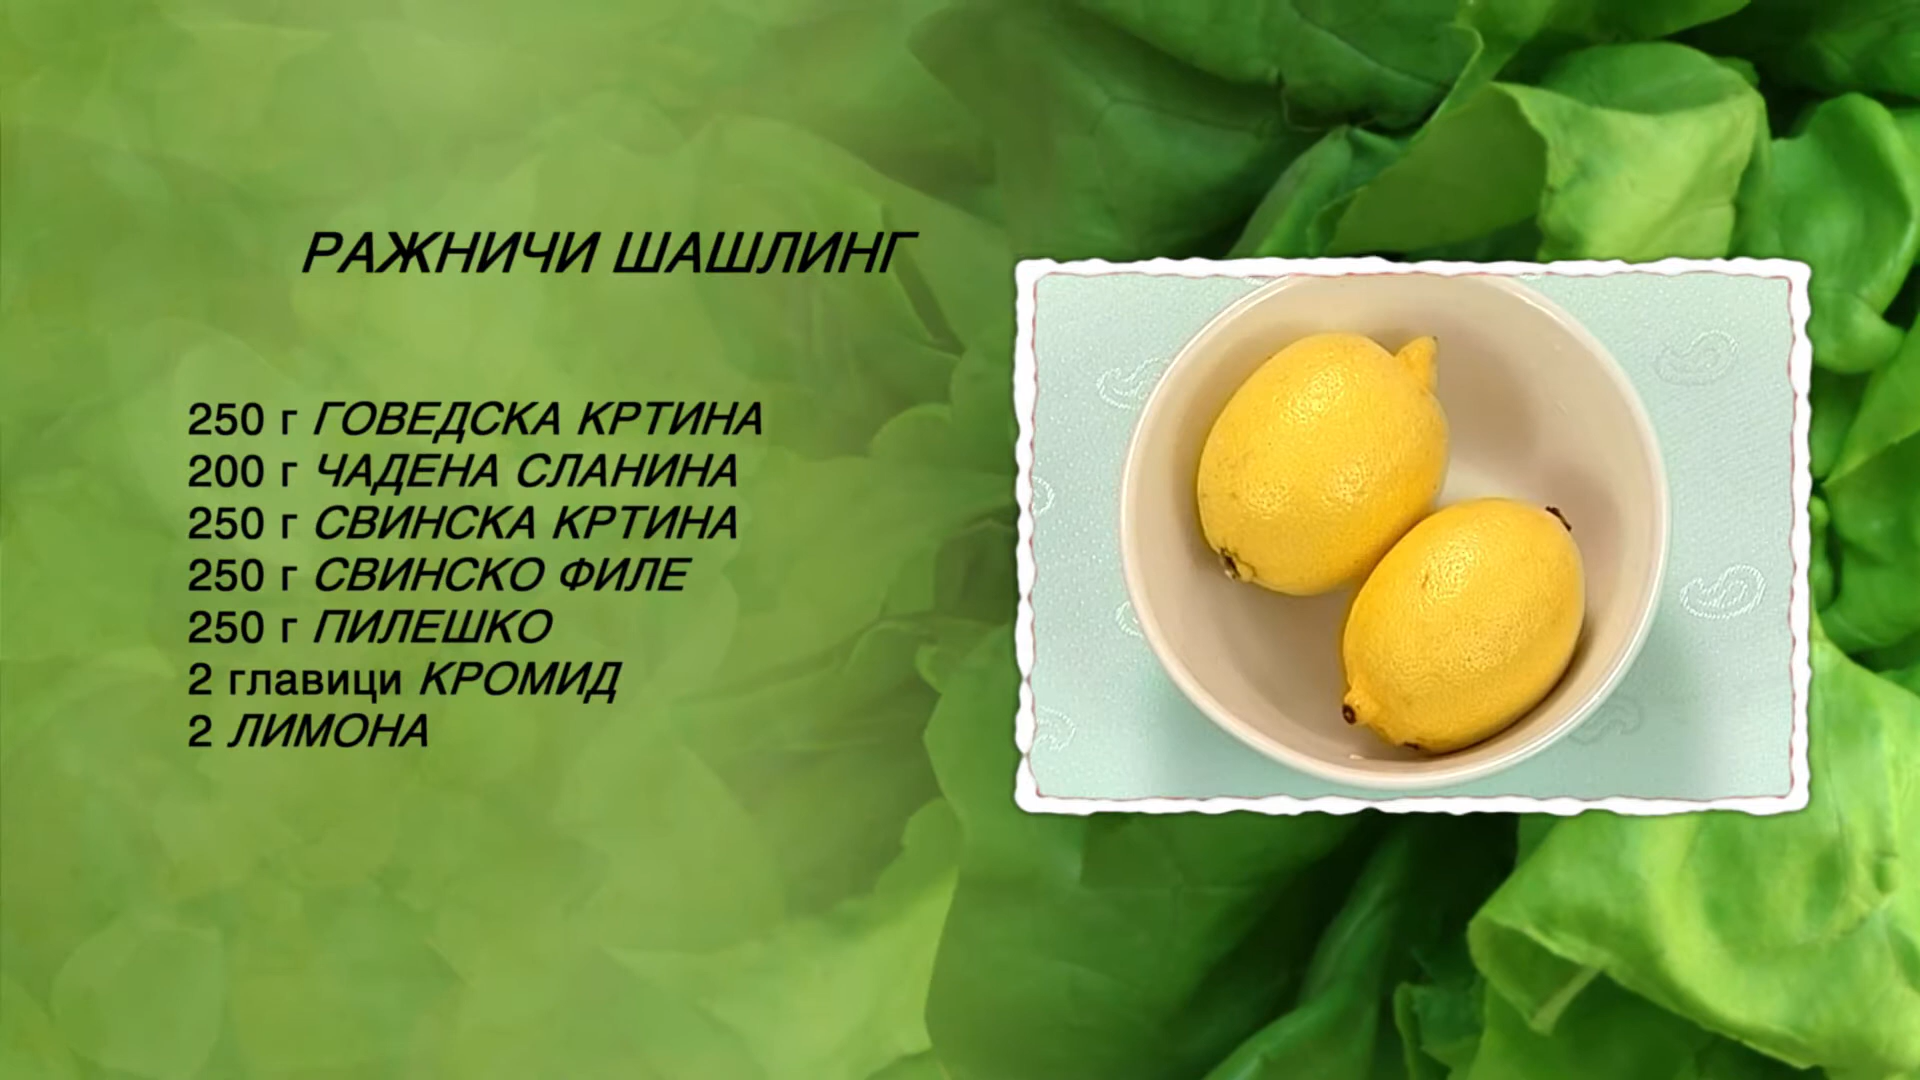 РАЖНИЧИ ШАШЛИНГ
250 г ГОВЕДСКА КРТИНА
200 г ЧАДЕНА СЛАНИНА
250 г СВИНСКА КРТИНА
250 г СВИНСКО ФИЛЕ
250 г ПИЛЕШКО
2 главици КРОМИД
2 ЛИМОНА